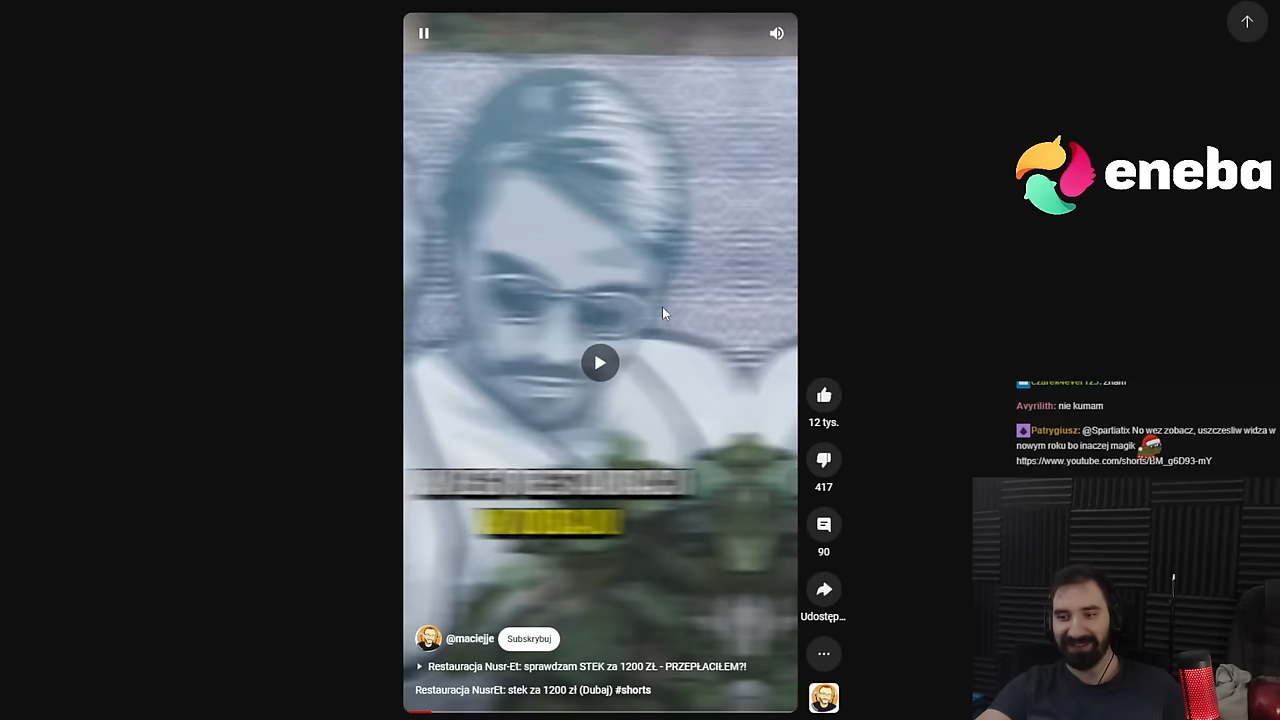 eneba
12 tys.
417
90
Udostęp...
@maciejje
Subskrybuj
Restauracja Nusr-Et: sprawdzam STEK za 1200 ZŁ - PRZEPŁACIŁEM?!
Restauracja NusrEt: stek za 1200 zł (Dubaj) #shorts
Avyrilith: nie kumam
Patrygiusz: @Spartiatix No wez zobacz, uszczesliw widza w
nowym roku bo inaczej magik
https://www.youtube.com/shorts/BM_g6D93-mY